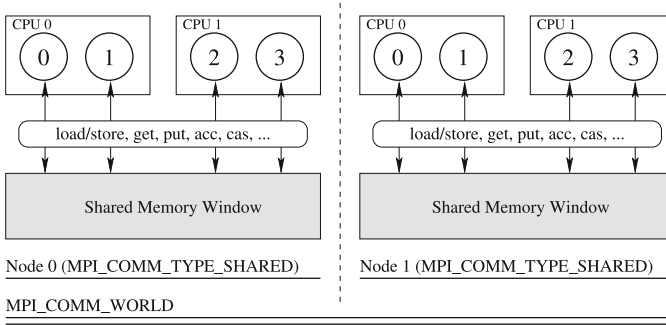 CPU 0 CPU 1 CPU 0 CPU 1
0 1 2 3 0 1 2 3
load/store, get, put, acc, cas, ... load/store, get, put, acc, cas, ...
Shared Memory Window Shared Memory Window
Node 0 (MPI_COMM_TYPE_SHARED) Node 1 (MPI_COMM_TYPE_SHARED)
MPI_COMM_WORLD